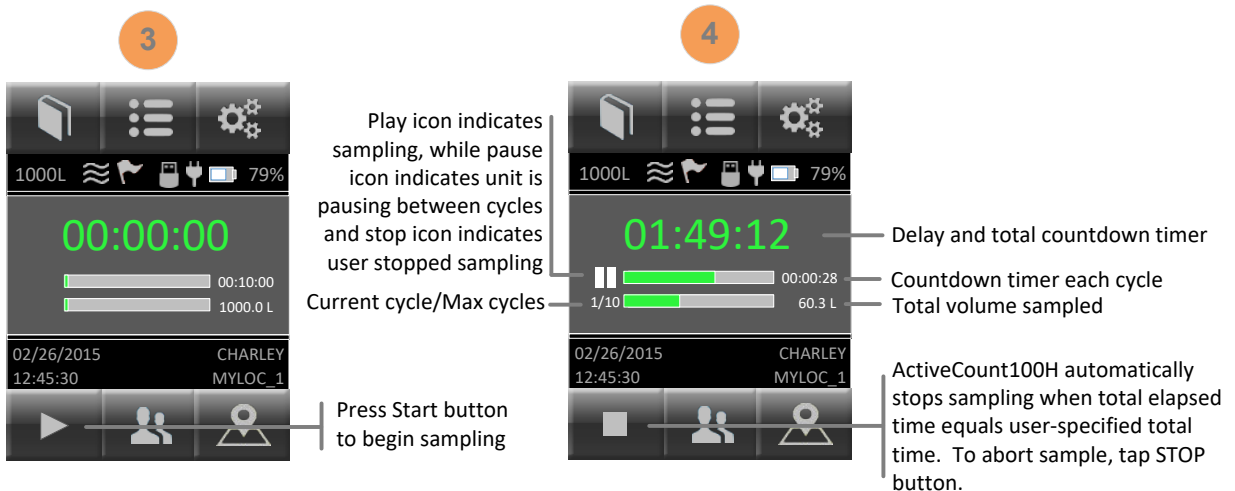 3
1000L 79%
00:00:00
00:10:00
1000.0 L
02/26/2015 CHARLEY
12:45:30 MYLOC_1
Press Start button
to begin sampling
4
Play icon indicates
sampling, while pause
icon indicates unit is
pausing between cycles
and stop icon indicates
user stopped sampling
Current cycle/Max cycles
1000L 79%
01:49:12
00:00:28
1/10 60.3 L
02/26/2015 CHARLEY
12:45:30 MYLOC_1
Delay and total countdown timer
Countdown timer each cycle
Total volume sampled
ActiveCount100H automatically
stops sampling when total elapsed
time equals user-specified total
time. To abort sample, tap STOP
button.